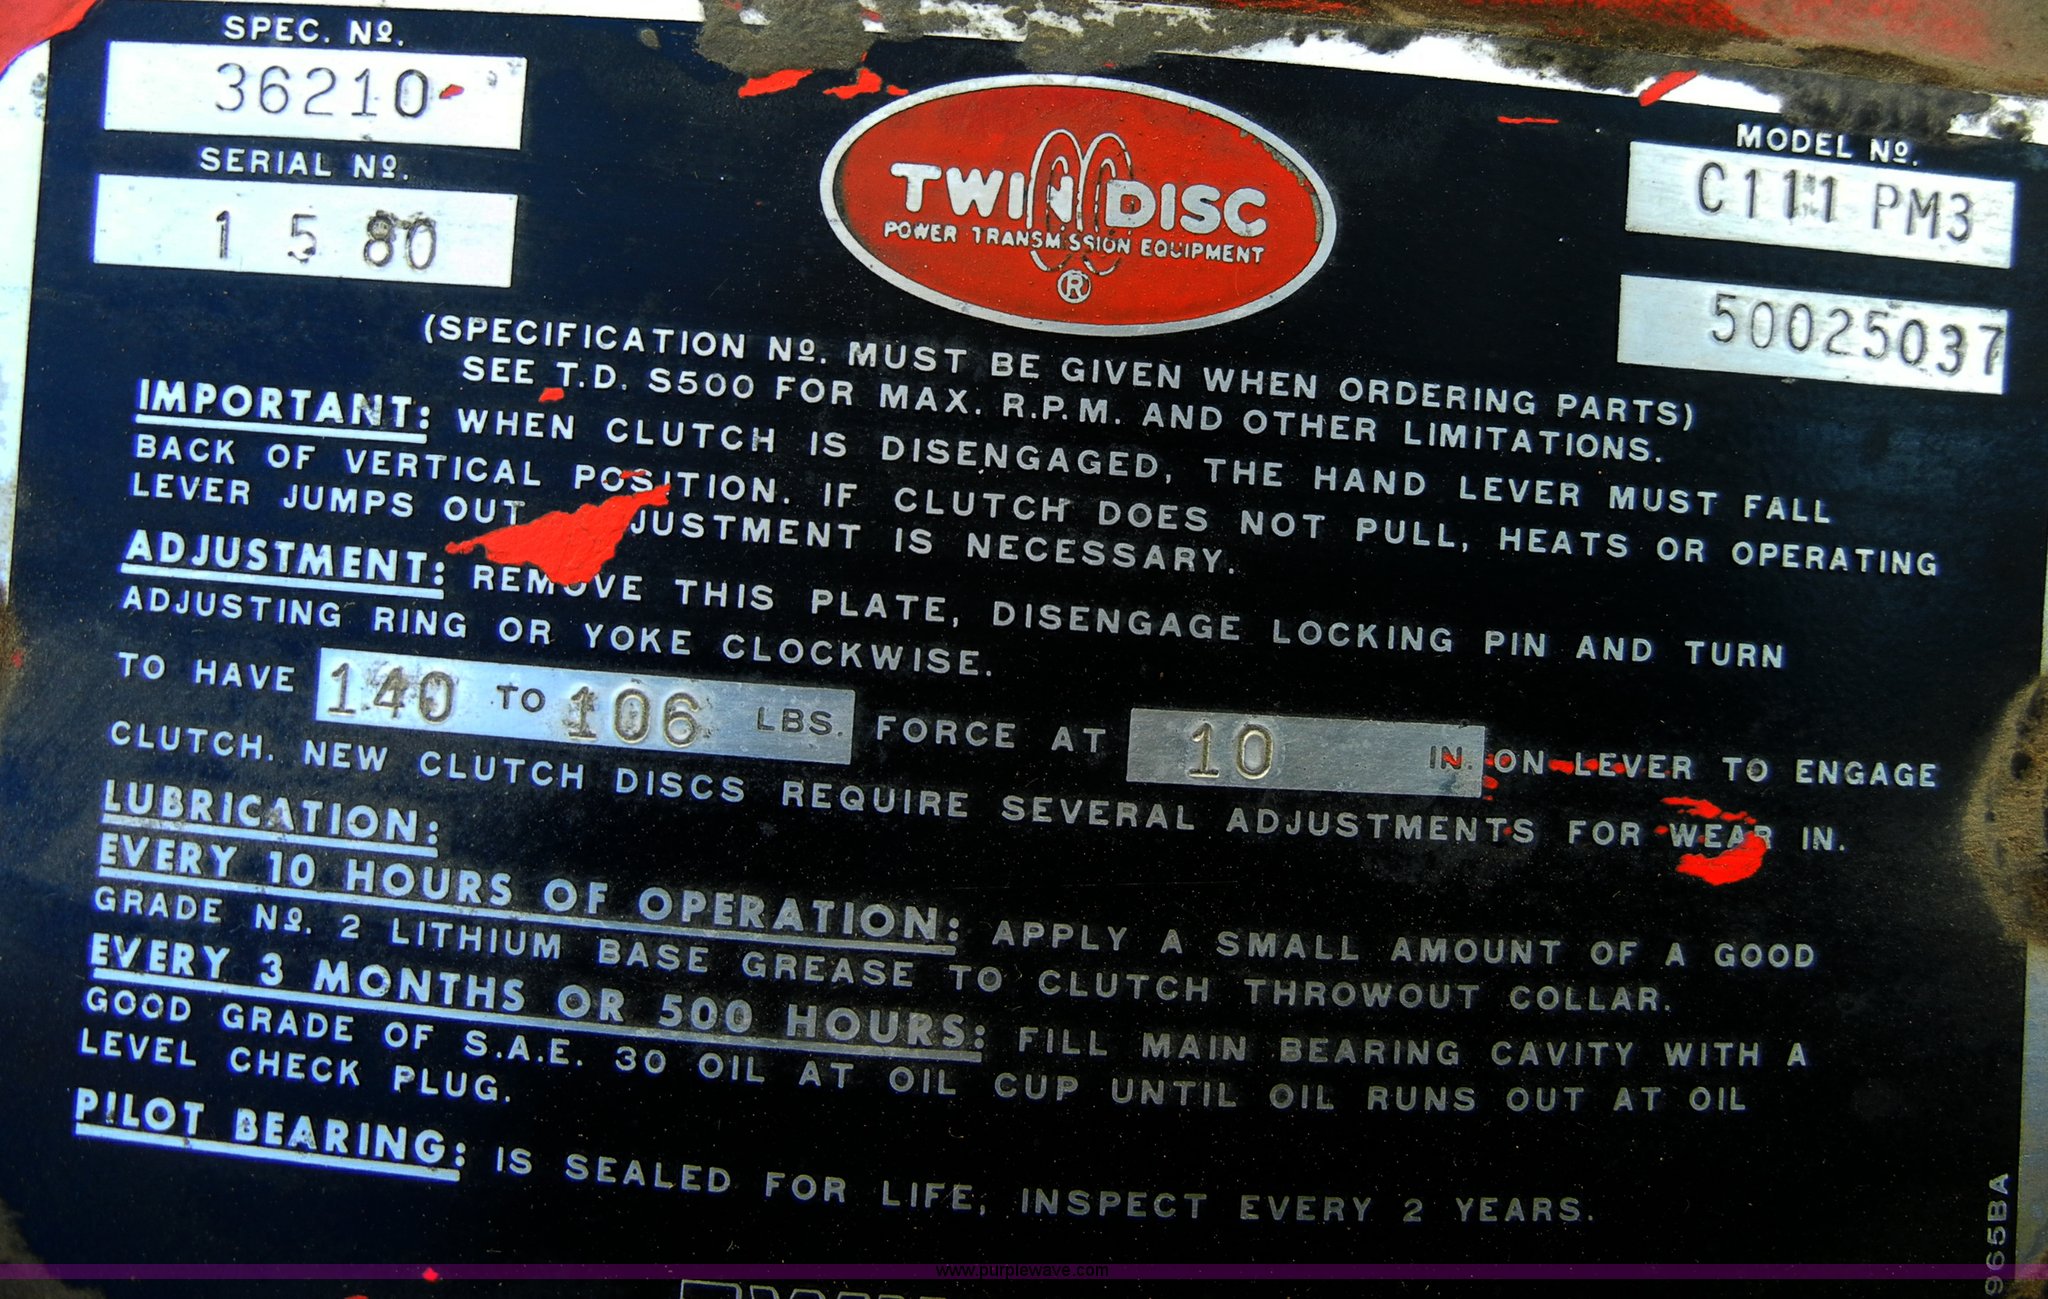 SPEC. Nº.
36210
SERIAL Nº.
1 5 80
TWIN DISC
POWER TRANSMISSION EQUIPMENT
®
MODEL Nº.
C111 PM3
50025037
(SPECIFICATION Nº. MUST BE GIVEN WHEN ORDERING PARTS)
SEE T.D. S500 FOR MAX. R.P.M. AND OTHER LIMITATIONS.
IMPORTANT: WHEN CLUTCH IS DISENGAGED, THE HAND LEVER MUST FALL
BACK OF VERTICAL POSITION. IF CLUTCH DOES NOT PULL, HEATS OR OPERATING
LEVER JUMPS OUT JUSTMENT IS NECESSARY.
ADJUSTMENT: REMOVE THIS PLATE, DISENGAGE LOCKING PIN AND TURN
ADJUSTING RING OR YOKE CLOCKWISE.
TO HAVE 140 TO 106 LBS. FORCE AT 10 IN. ON LEVER TO ENGAGE
CLUTCH. NEW CLUTCH DISCS REQUIRE SEVERAL ADJUSTMENTS FOR WEAR IN.
LUBRICATION:
EVERY 10 HOURS OF OPERATION: APPLY A SMALL AMOUNT OF A GOOD
GRADE Nº. 2 LITHIUM BASE GREASE TO CLUTCH THROWOUT COLLAR.
EVERY 3 MONTHS OR 500 HOURS: FILL MAIN BEARING CAVITY WITH A
GOOD GRADE OF S.A.E. 30 OIL AT OIL CUP UNTIL OIL RUNS OUT AT OIL
LEVEL CHECK PLUG.
PILOT BEARING: IS SEALED FOR LIFE, INSPECT EVERY 2 YEARS.
965BA
www.purplewave.com